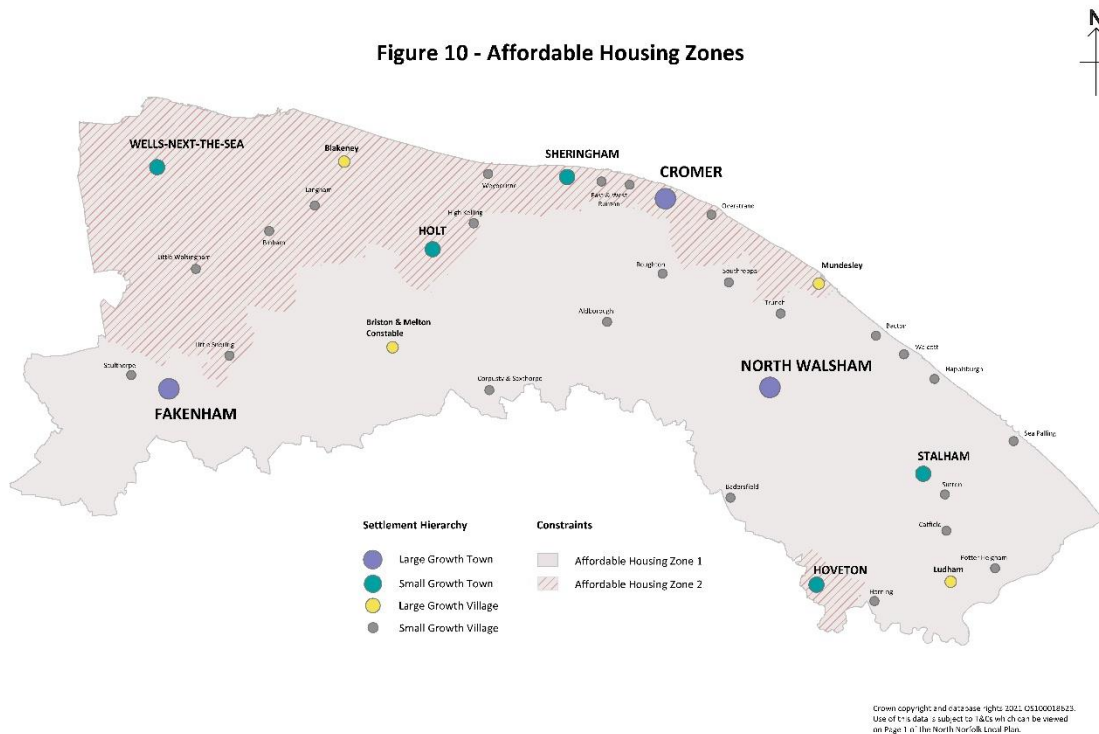 N
Figure 10 - Affordable Housing Zones
WELLS-NEXT-THE-SEA
Blakeney
SHERINGHAM
CROMER
Weybourne
East & West
Runton
Overstrand
Langham
High Kelling
HOLT
Binham
Little Walsingham
Roughton
Southrepps
Mundesley
Trunch
Aldborough
Bacton
Briston & Melton
Constable
Walcott
Little Snoring
Sculthorpe
Happisburgh
NORTH WALSHAM
FAKENHAM
Corpusty & Saxthorpe
Sea Palling
STALHAM
Sutton
Badersfield
Catfield
Potter Heigham
HOVETON
Ludham
Horning
Settlement Hierarchy
Large Growth Town
Small Growth Town
Large Growth Village
Small Growth Village
Constraints
Affordable Housing Zone 1
Affordable Housing Zone 2
Crown copyright and database rights 2021 OS100018623.
Use of this data is subject to T&Cs which can be viewed
on Page 1 of the North Norfolk Local Plan.